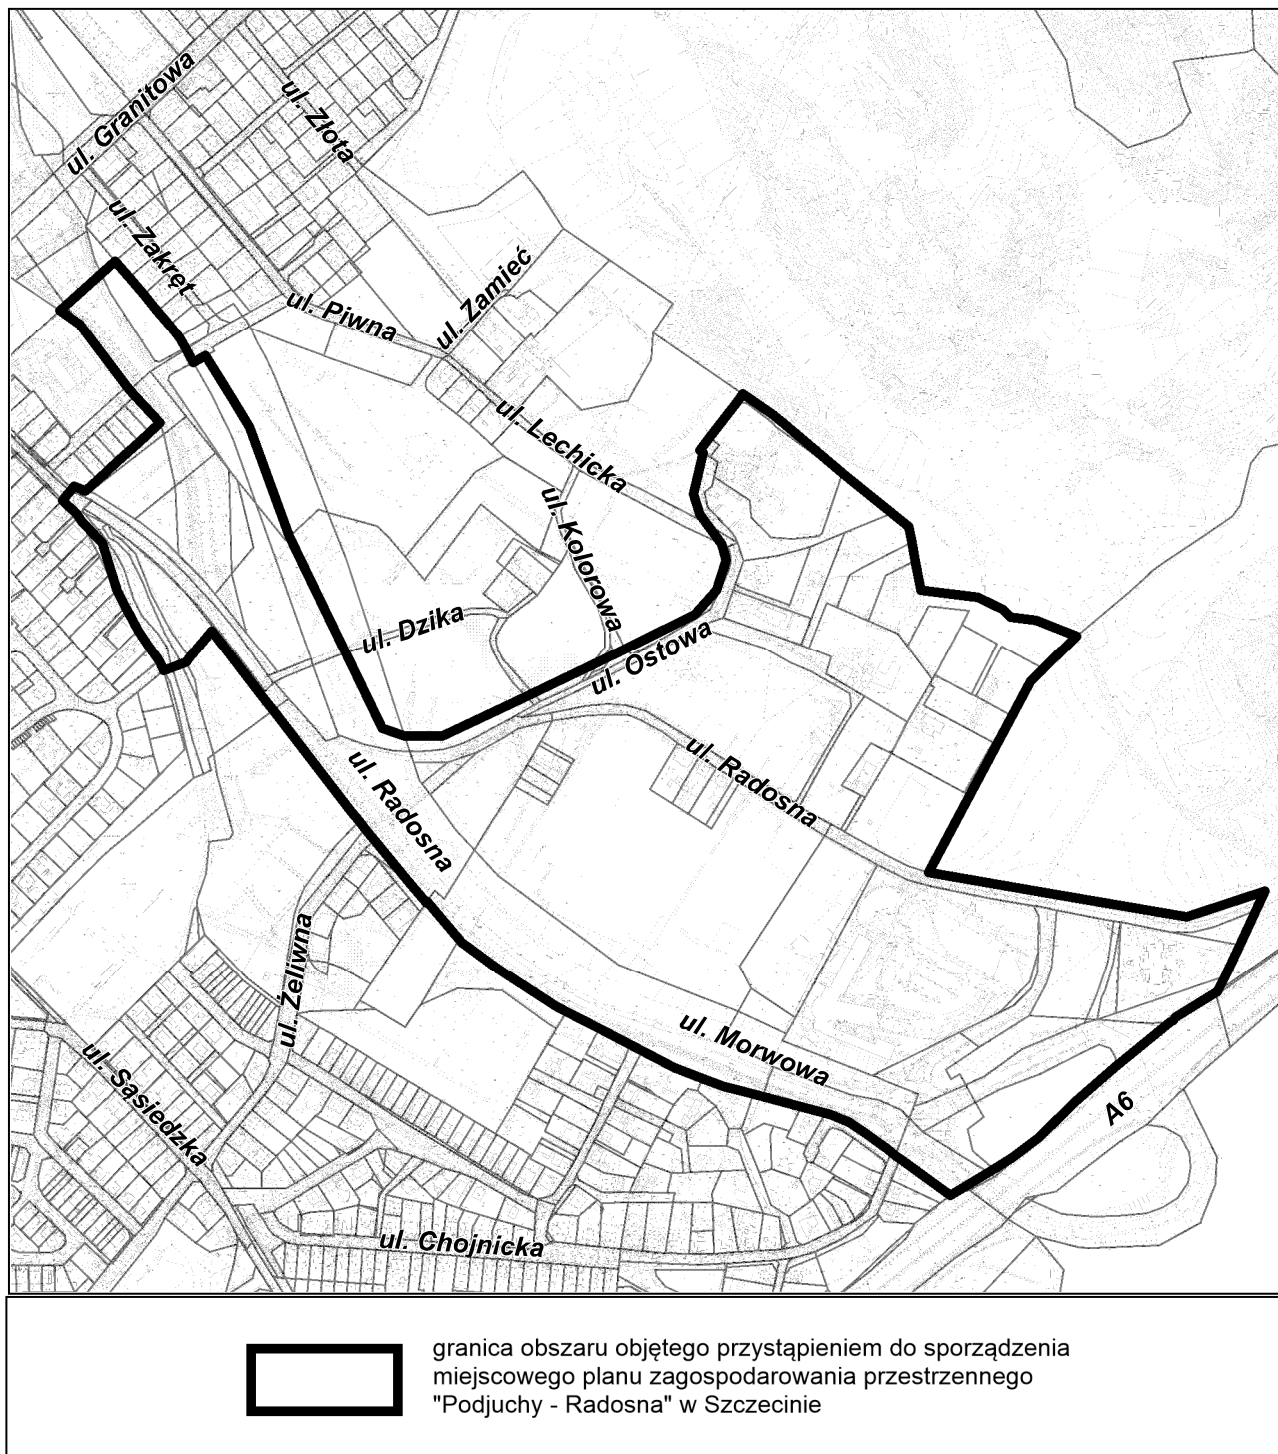 ul. Granitowa
ul. Złota
ul. Zakręt
ul. Piwna
ul. Zamieć
ul. Lechicka
ul. Kolorowa
ul. Dzika
ul. Ostowa
ul. Radosna
ul. Radosna
ul. Żeliwna
ul. Morwowa
ul. Sąsiedzka
A6
ul. Chojnicka
granica obszaru objętego przystąpieniem do sporządzenia
miejscowego planu zagospodarowania przestrzennego
"Podjuchy - Radosna" w Szczecinie